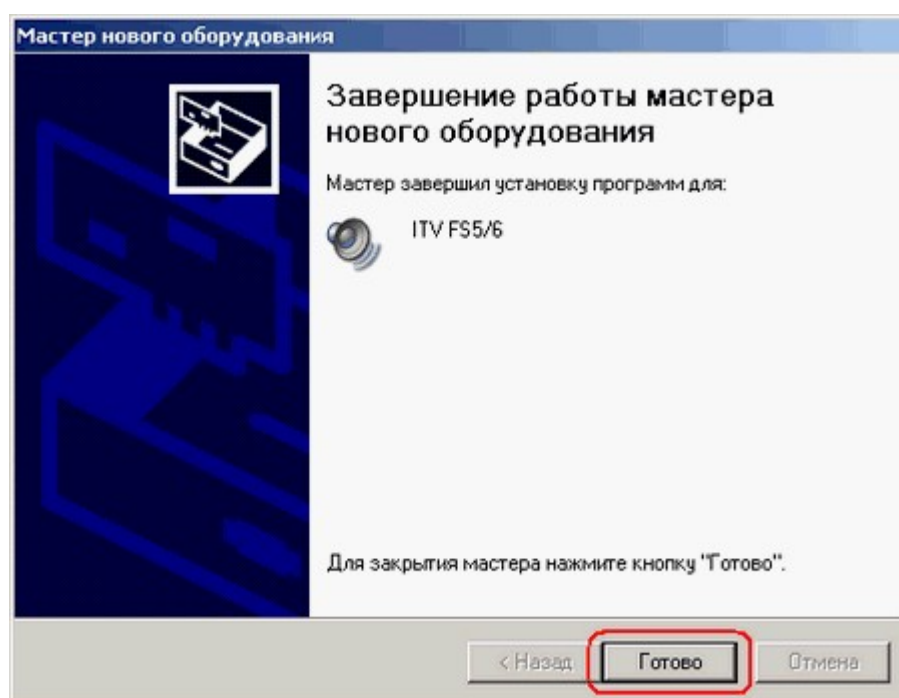 Мастер нового оборудования
Завершение работы мастера
нового оборудования
Мастер завершил установку программ для:
ITV FS5/6
Для закрытия мастера нажмите кнопку "Готово".
< Назад
Готово
Отмена